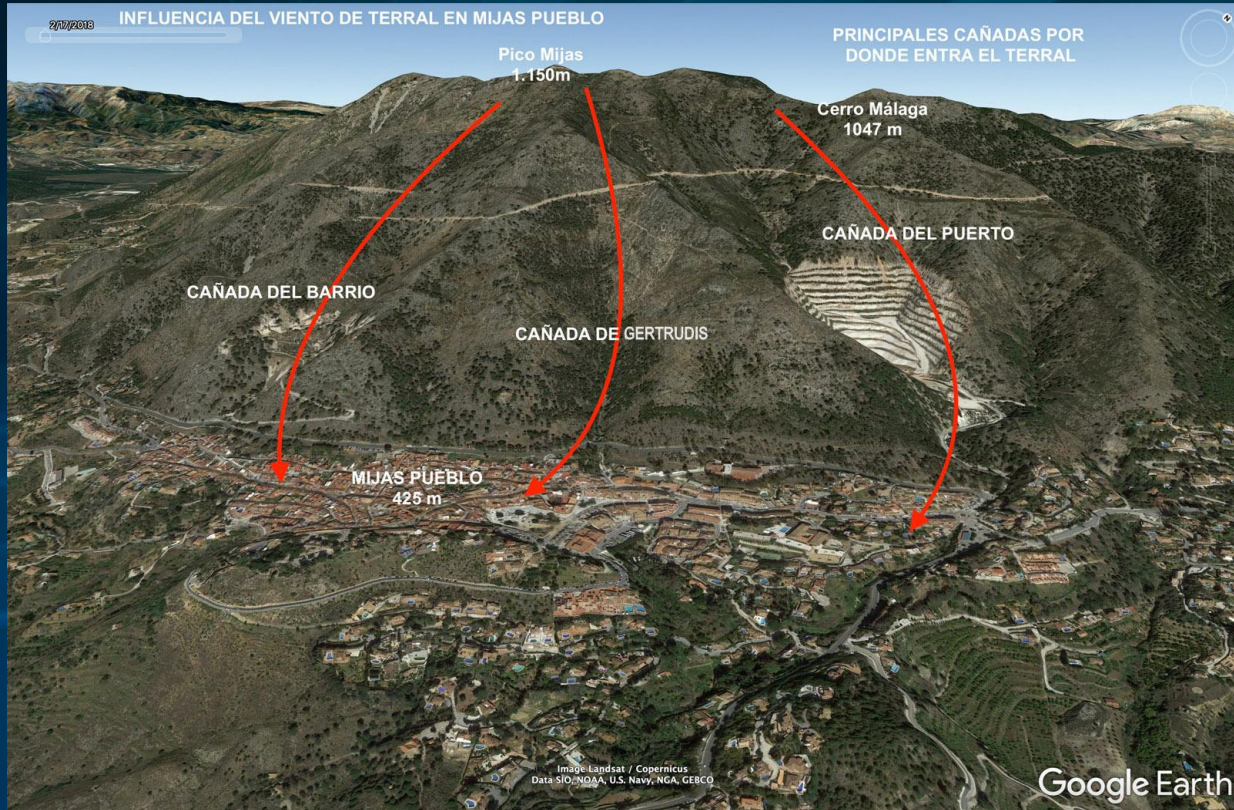 2/17/2018
INFLUENCIA DEL VIENTO DE TERRAL EN MIJAS PUEBLO
PRINCIPALES CAÑADAS POR
DONDE ENTRA EL TERRAL
Pico Mijas
1.150m
Cerro Málaga
1047 m
CAÑADA DEL PUERTO
CAÑADA DEL BARRIO
CAÑADA DE GERTRUDIS
MIJAS PUEBLO
425 m
Image Landsat / Copernicus
Data SIO, NOAA, U.S. Navy, NGA, GEBCO
Google Earth
N